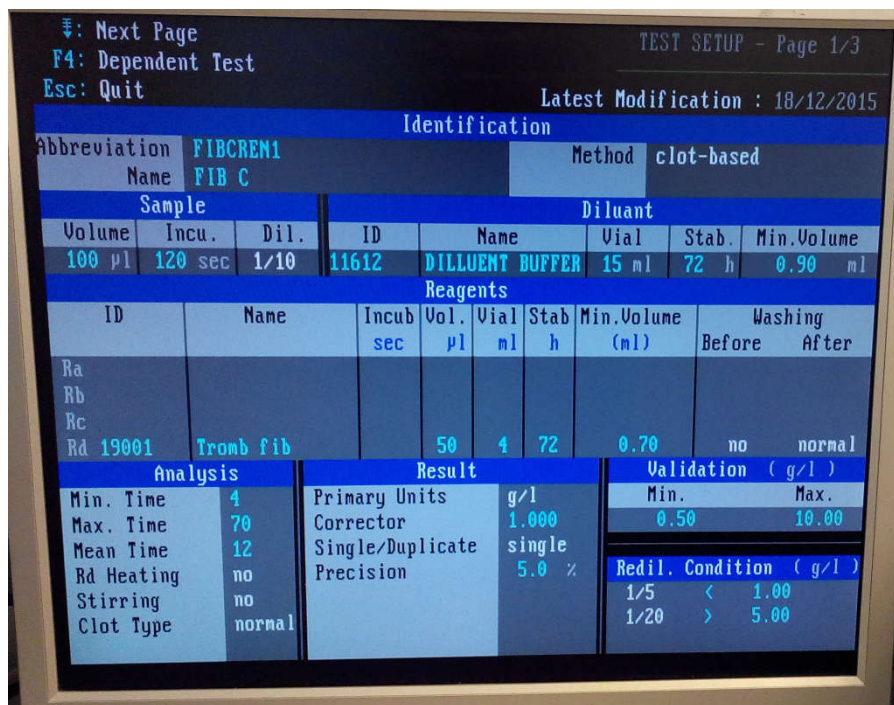 ⇟: Next Page
TEST SETUP - Page 1/3
F4: Dependent Test
Esc: Quit
Latest Modification : 18/12/2015
Identification
Abbreviation FIBCREN1 Method clot-based
Name FIB C
Sample Diluant
Volume Incu. Dil. ID Name Vial Stab. Min.Volume
100 µl 120 sec 1/10 11612 DILLUENT BUFFER 15 ml 72 h 0.90 ml
Reagents
ID Name Incub Vol. Vial Stab Min.Volume Washing
sec µl ml h (ml) Before After
Ra
Rb
Rc
Rd 19001 Tromb fib 50 4 72 0.70 no normal
Analysis Result Validation ( g/l )
Min. Time 4 Primary Units g/l Min. Max.
Max. Time 70 Corrector 1.000 0.50 10.00
Mean Time 12 Single/Duplicate single
Rd Heating no Precision 5.0 % Redil. Condition ( g/l )
Stirring no 1/5 < 1.00
Clot Type normal 1/20 > 5.00